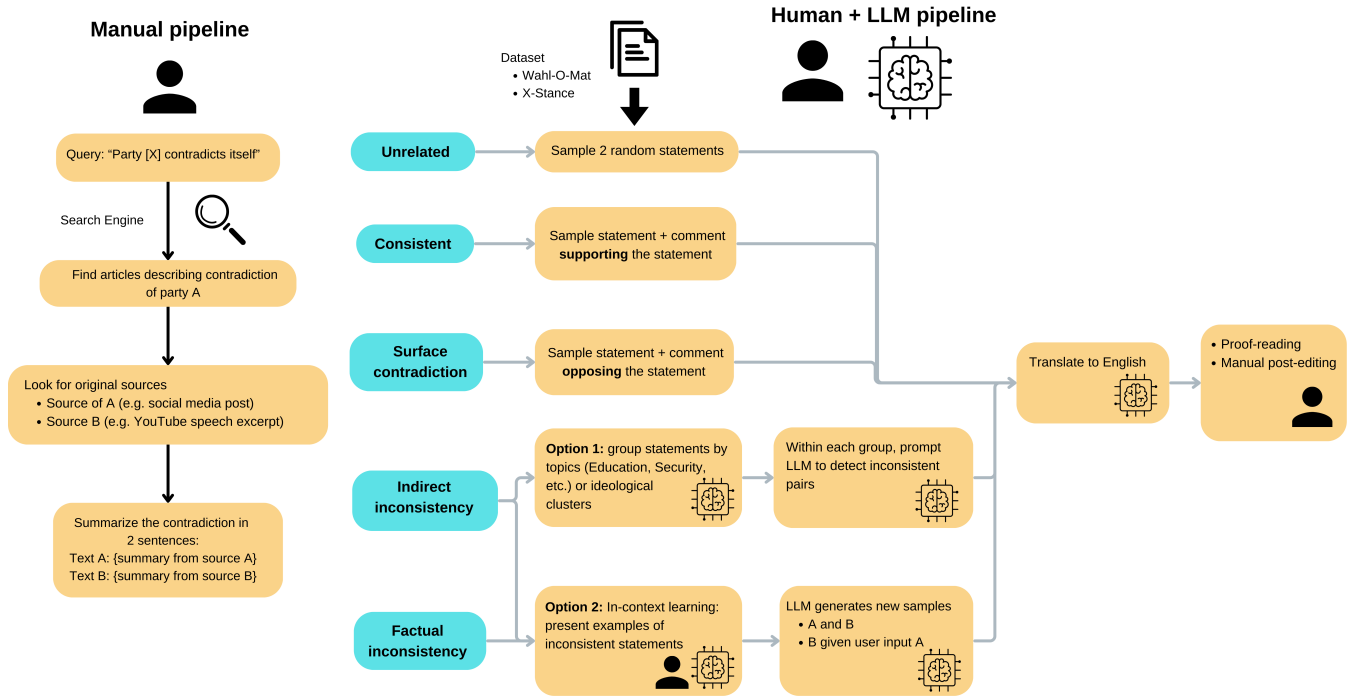 Manual pipeline
Query: “Party [X] contradicts itself”
Search Engine
Find articles describing contradiction
of party A
Look for original sources
• Source of A (e.g. social media post)
• Source B (e.g. YouTube speech excerpt)
Summarize the contradiction in
2 sentences:
Text A: {summary from source A}
Text B: {summary from source B}
Human + LLM pipeline
Dataset
• Wahl-O-Mat
• X-Stance
Unrelated
Sample 2 random statements
Consistent
Sample statement + comment
supporting the statement
Surface
contradiction
Sample statement + comment
opposing the statement
Indirect
inconsistency
Option 1: group statements by
topics (Education, Security,
etc.) or ideological
clusters
Within each group, prompt
LLM to detect inconsistent
pairs
Factual
inconsistency
Option 2: In-context learning:
present examples of
inconsistent statements
LLM generates new samples
• A and B
• B given user input A
Translate to English
• Proof-reading
• Manual post-editing